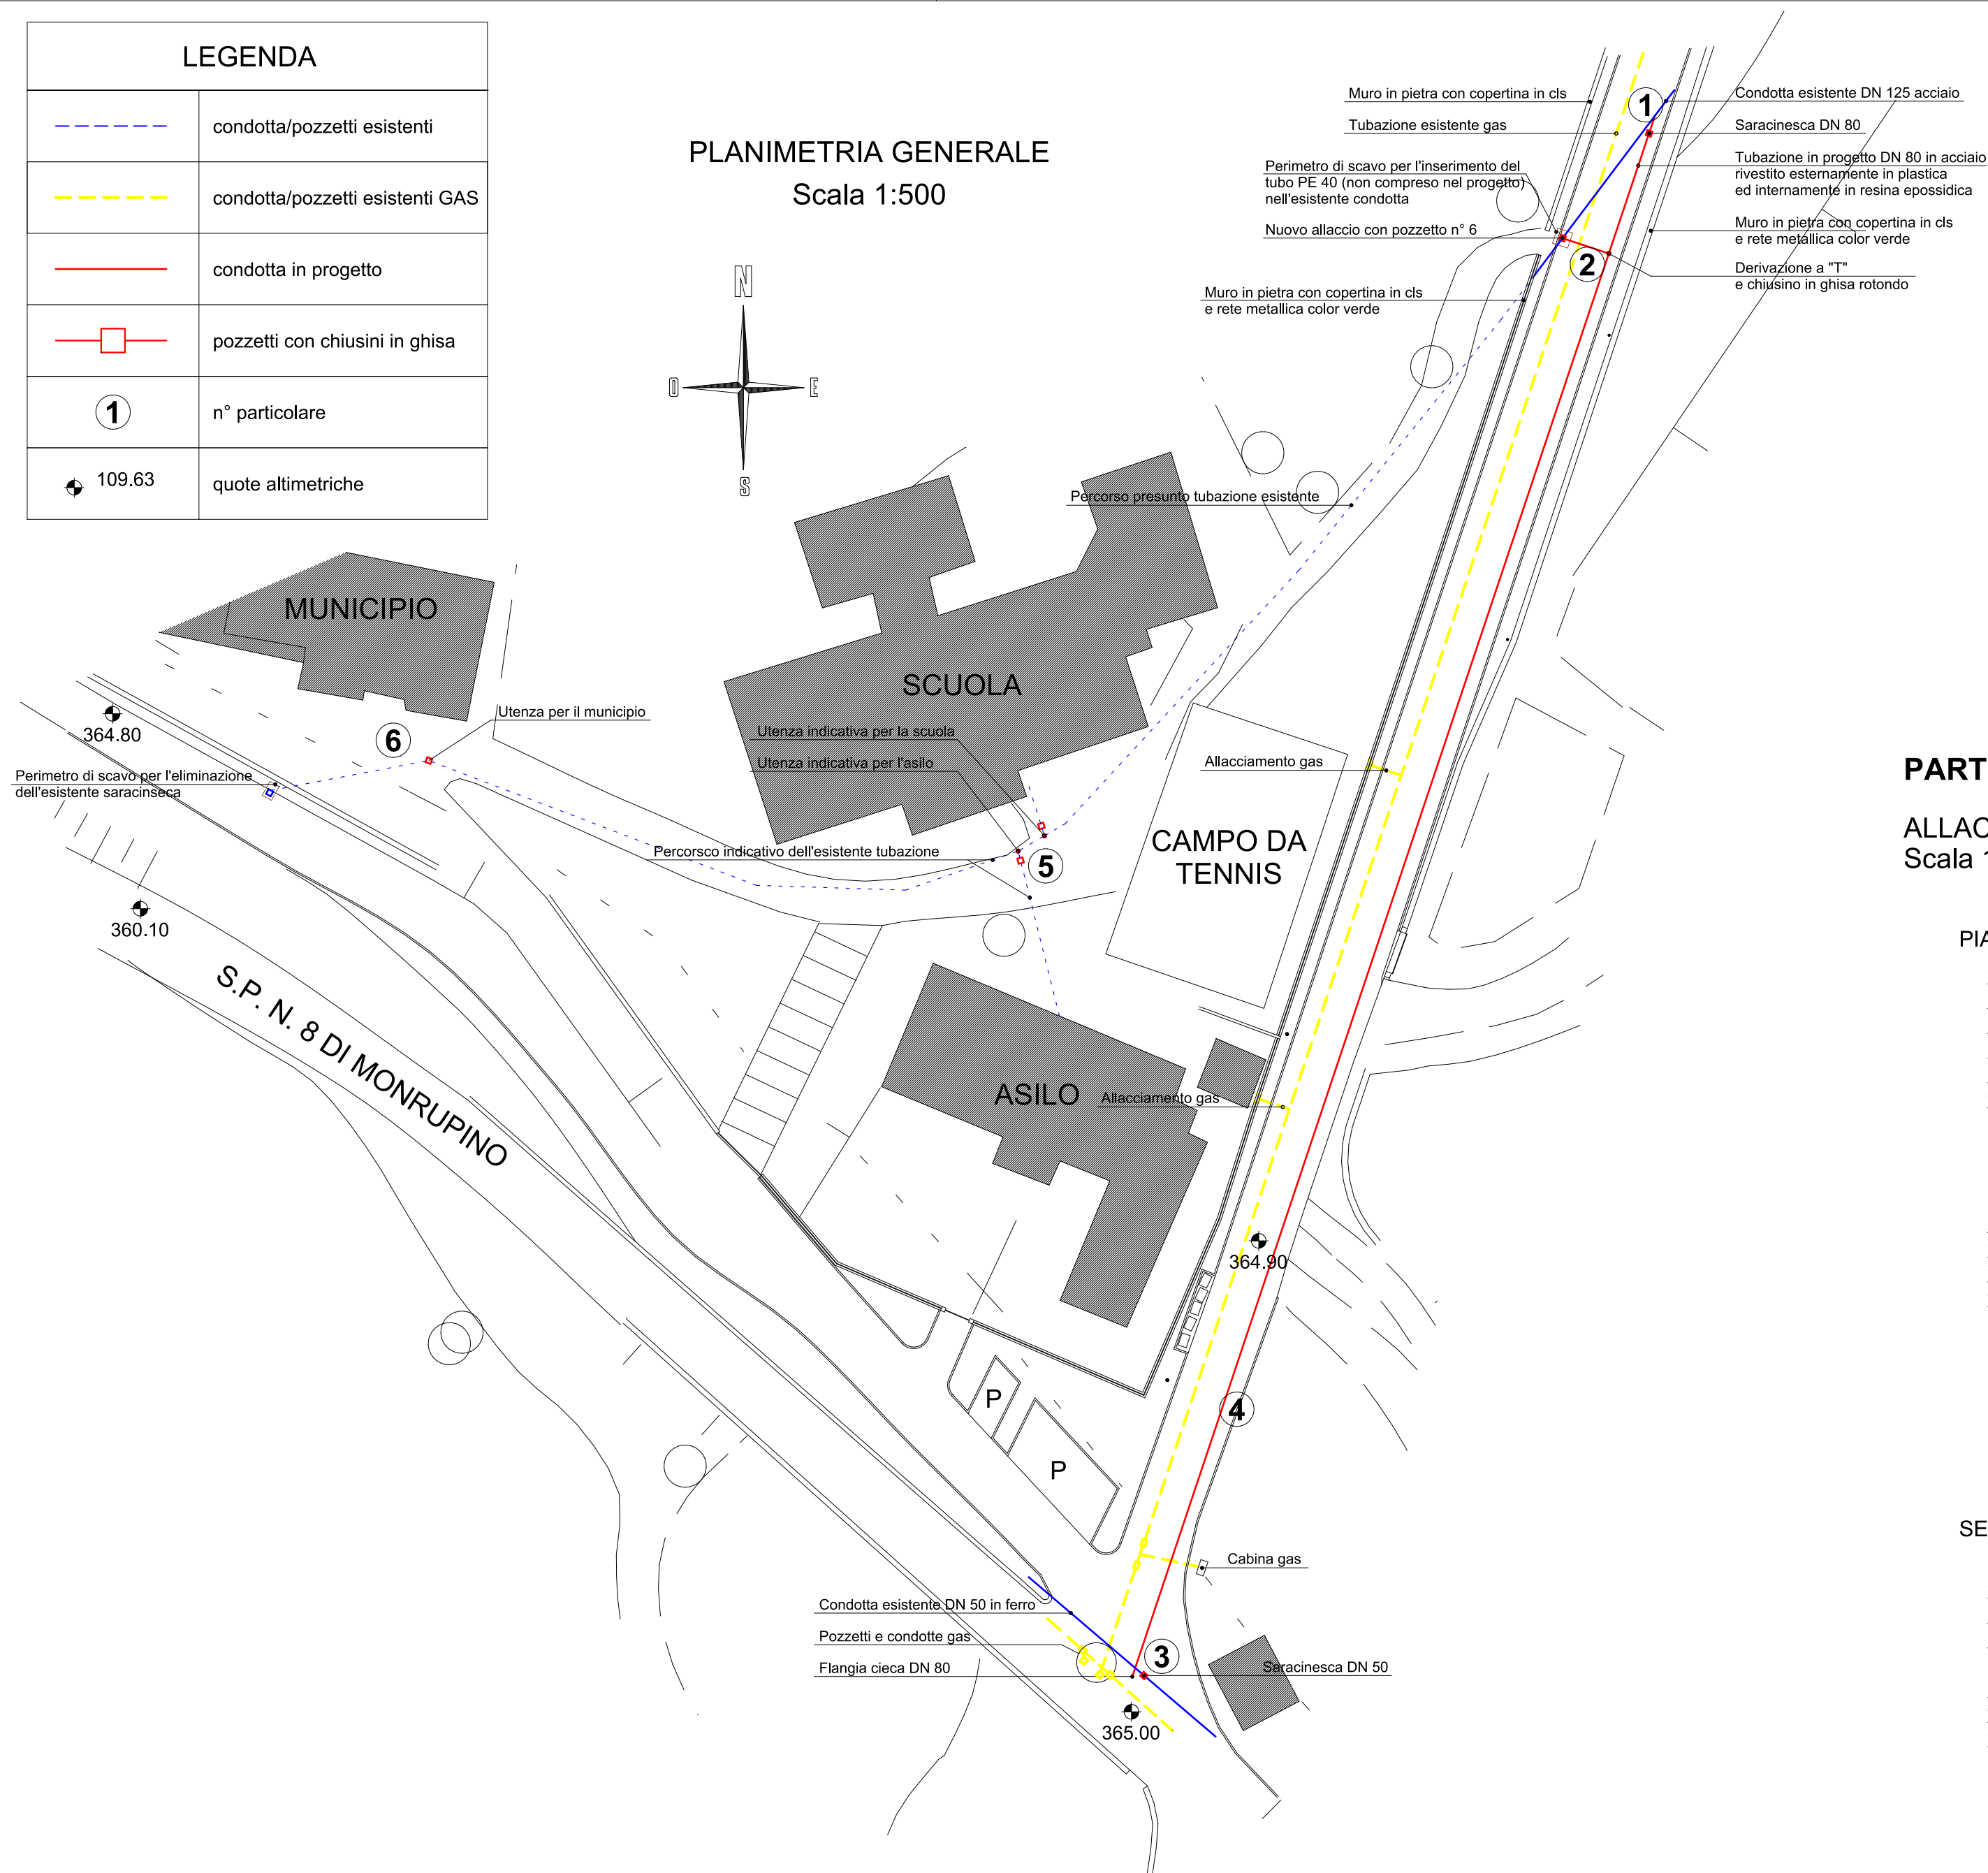 LEGENDA
condotta/pozzetti esistenti
condotta/pozzetti esistenti GAS
condotta in progetto
pozzetti con chiusini in ghisa
1
n° particolare
109.63
quote altimetriche
PLANIMETRIA GENERALE
Scala 1:500
N
O
E
S
Muro in pietra con copertina in cls
Tubazione esistente gas
Perimetro di scavo per l'inserimento del
tubo PE 40 (non compreso nel progetto)
nell'esistente condotta
Nuovo allaccio con pozzetto n° 6
Muro in pietra con copertina in cls
e rete metallica color verde
1
2
Condotta esistente DN 125 acciaio
Saracinesca DN 80
Tubazione in progetto DN 80 in acciaio
rivestito esternamente in plastica
ed internamente in resina epossidica
Muro in pietra con copertina in cls
e rete metallica color verde
Derivazione a "T"
e chiusino in ghisa rotondo
Percorso presunto tubazione esistente
MUNICIPIO
SCUOLA
364.80
6
Utenza per il municipio
Utenza indicativa per la scuola
Utenza indicativa per l'asilo
Perimetro di scavo per l'eliminazione
dell'esistente saracinseca
Allacciamento gas
Percorsco indicativo dell'esistente tubazione
5
CAMPO DA
TENNIS
PART
ALLAC
Scala 1
PIA
360.10
S.P. N. 8 DI MONRUPINO
ASILO
Allacciamento gas
364.90
4
P
P
SE
Cabina gas
Condotta esistente DN 50 in ferro
Pozzetti e condotte gas
Flangia cieca DN 80
3
Saracinesca DN 50
365.00